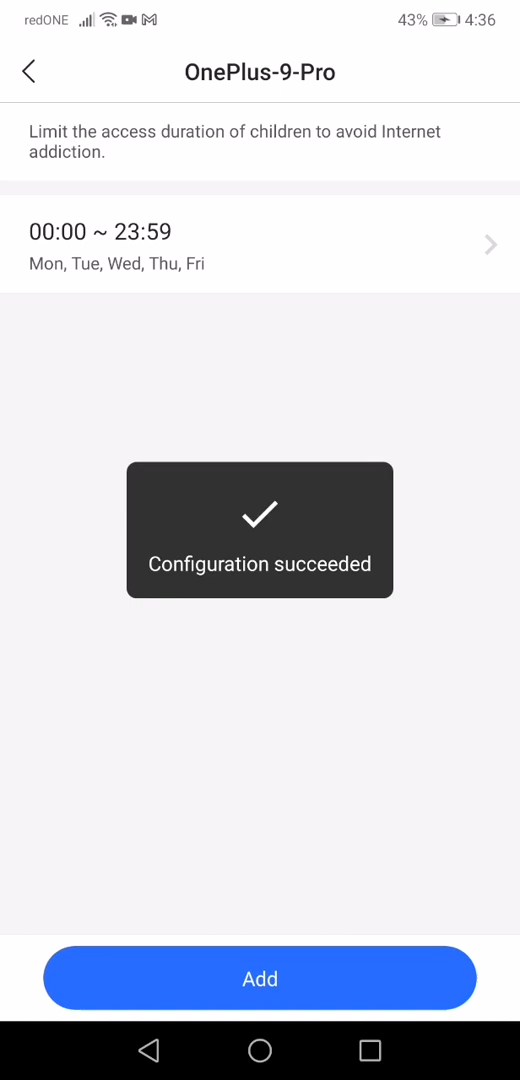 redONE 43% 4:36
OnePlus-9-Pro
Limit the access duration of children to avoid Internet
addiction.
00:00 ~ 23:59
Mon, Tue, Wed, Thu, Fri
Configuration succeeded
Add